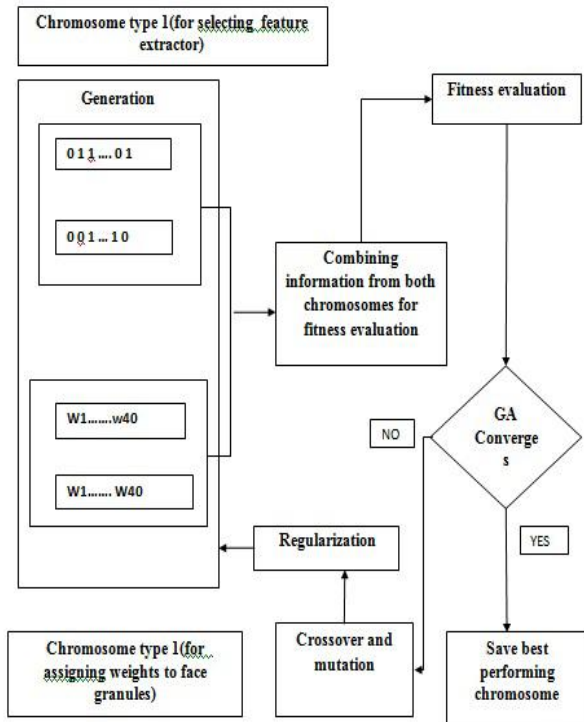 Chromosome type 1(for selecting feature
extractor)
Generation
0 1 1 .... 0 1
0 0 1 ... 1 0
W1.......w40
W1....... W40
Combining
information from both
chromosomes for
fitness evaluation
Fitness evaluation
GA
Converge
s
NO
YES
Regularization
Crossover and
mutation
Save best
performing
chromosome
Chromosome type 1(for
assigning weights to face
granules)